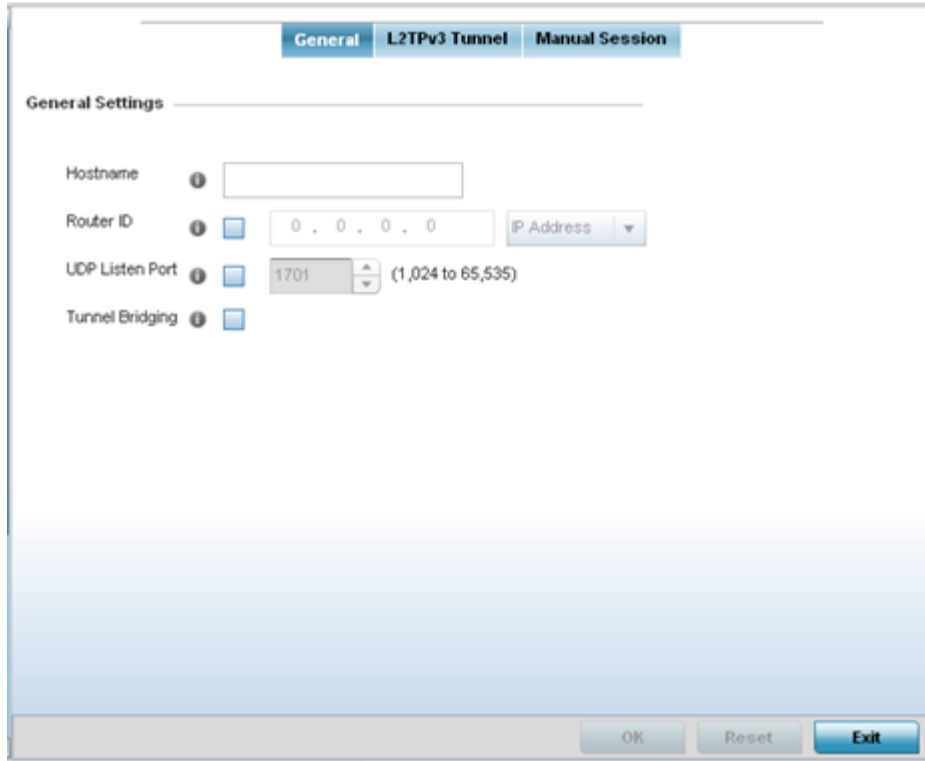 General L2TPv3 Tunnel Manual Session
General Settings
Hostname
Router ID 0 . 0 . 0 . 0 IP Address
UDP Listen Port 1701 (1,024 to 65,535)
Tunnel Bridging
OK Reset Exit